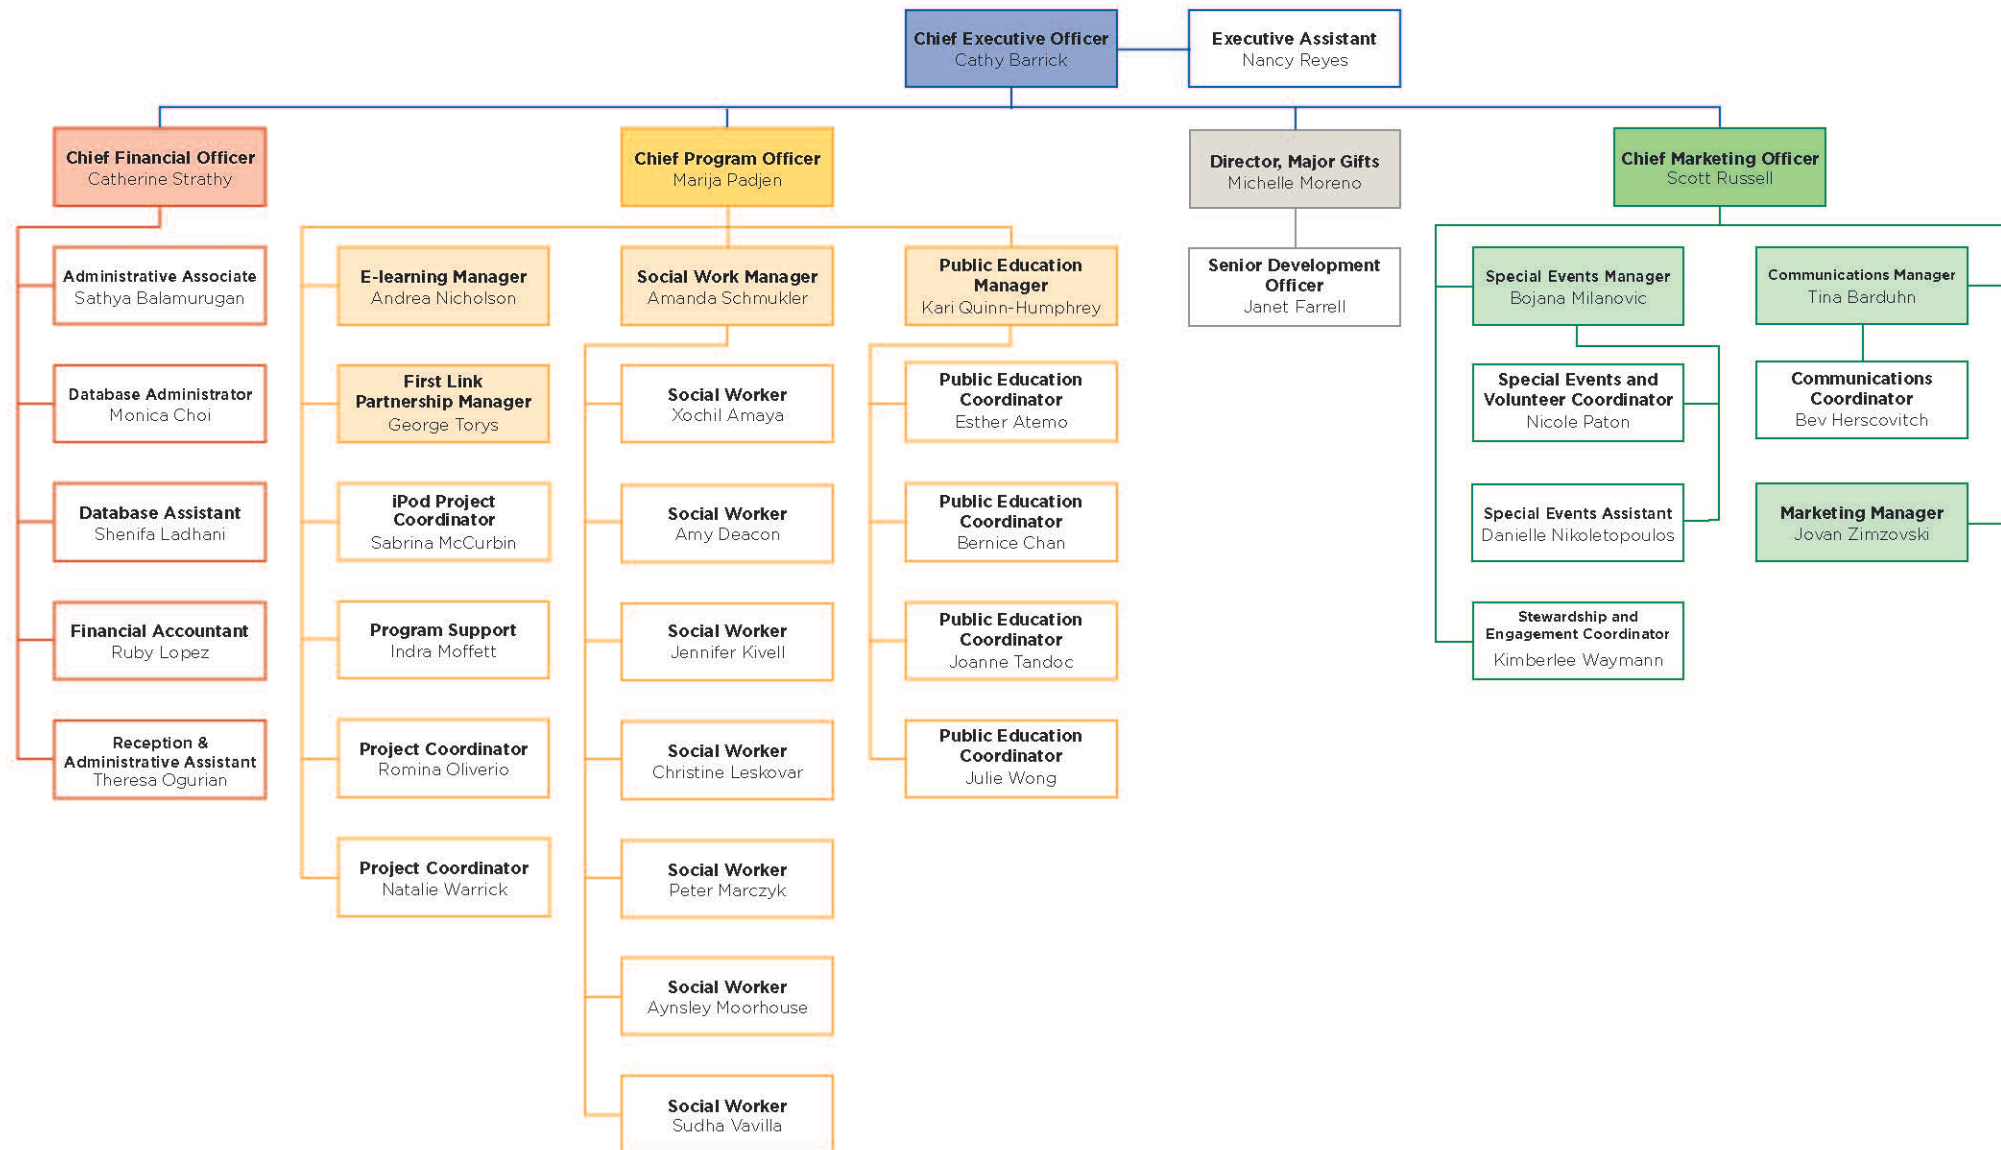 Chief Executive Officer
Cathy Barrick
Executive Assistant
Nancy Reyes
Chief Financial Officer
Catherine Strathy
Chief Program Officer
Marija Padjen
Director, Major Gifts
Michelle Moreno
Chief Marketing Officer
Scott Russell
Administrative Associate
Sathya Balamurugan
Database Administrator
Monica Choi
Database Assistant
Shenifa Ladhani
Financial Accountant
Ruby Lopez
Reception &
Administrative Assistant
Theresa Ogurian
E-learning Manager
Andrea Nicholson
First Link
Partnership Manager
George Torys
iPod Project
Coordinator
Sabrina McCurbin
Program Support
Indra Moffett
Project Coordinator
Romina Oliverio
Project Coordinator
Natalie Warrick
Social Work Manager
Amanda Schmukler
Social Worker
Xochil Amaya
Social Worker
Amy Deacon
Social Worker
Jennifer Kivell
Social Worker
Christine Leskovar
Social Worker
Peter Marczyk
Social Worker
Aynsley Moorhouse
Social Worker
Sudha Vavilla
Public Education
Manager
Kari Quinn-Humphrey
Public Education
Coordinator
Esther Atemo
Public Education
Coordinator
Bernice Chan
Public Education
Coordinator
Joanne Tandoc
Public Education
Coordinator
Julie Wong
Senior Development
Officer
Janet Farrell
Special Events Manager
Bojana Milanovic
Special Events and
Volunteer Coordinator
Nicole Paton
Special Events Assistant
Danielle Nikoletopoulos
Stewardship and
Engagement Coordinator
Kimberlee Waymann
Communications Manager
Tina Barduhn
Communications
Coordinator
Bev Herscovitch
Marketing Manager
Jovan Zimzovski